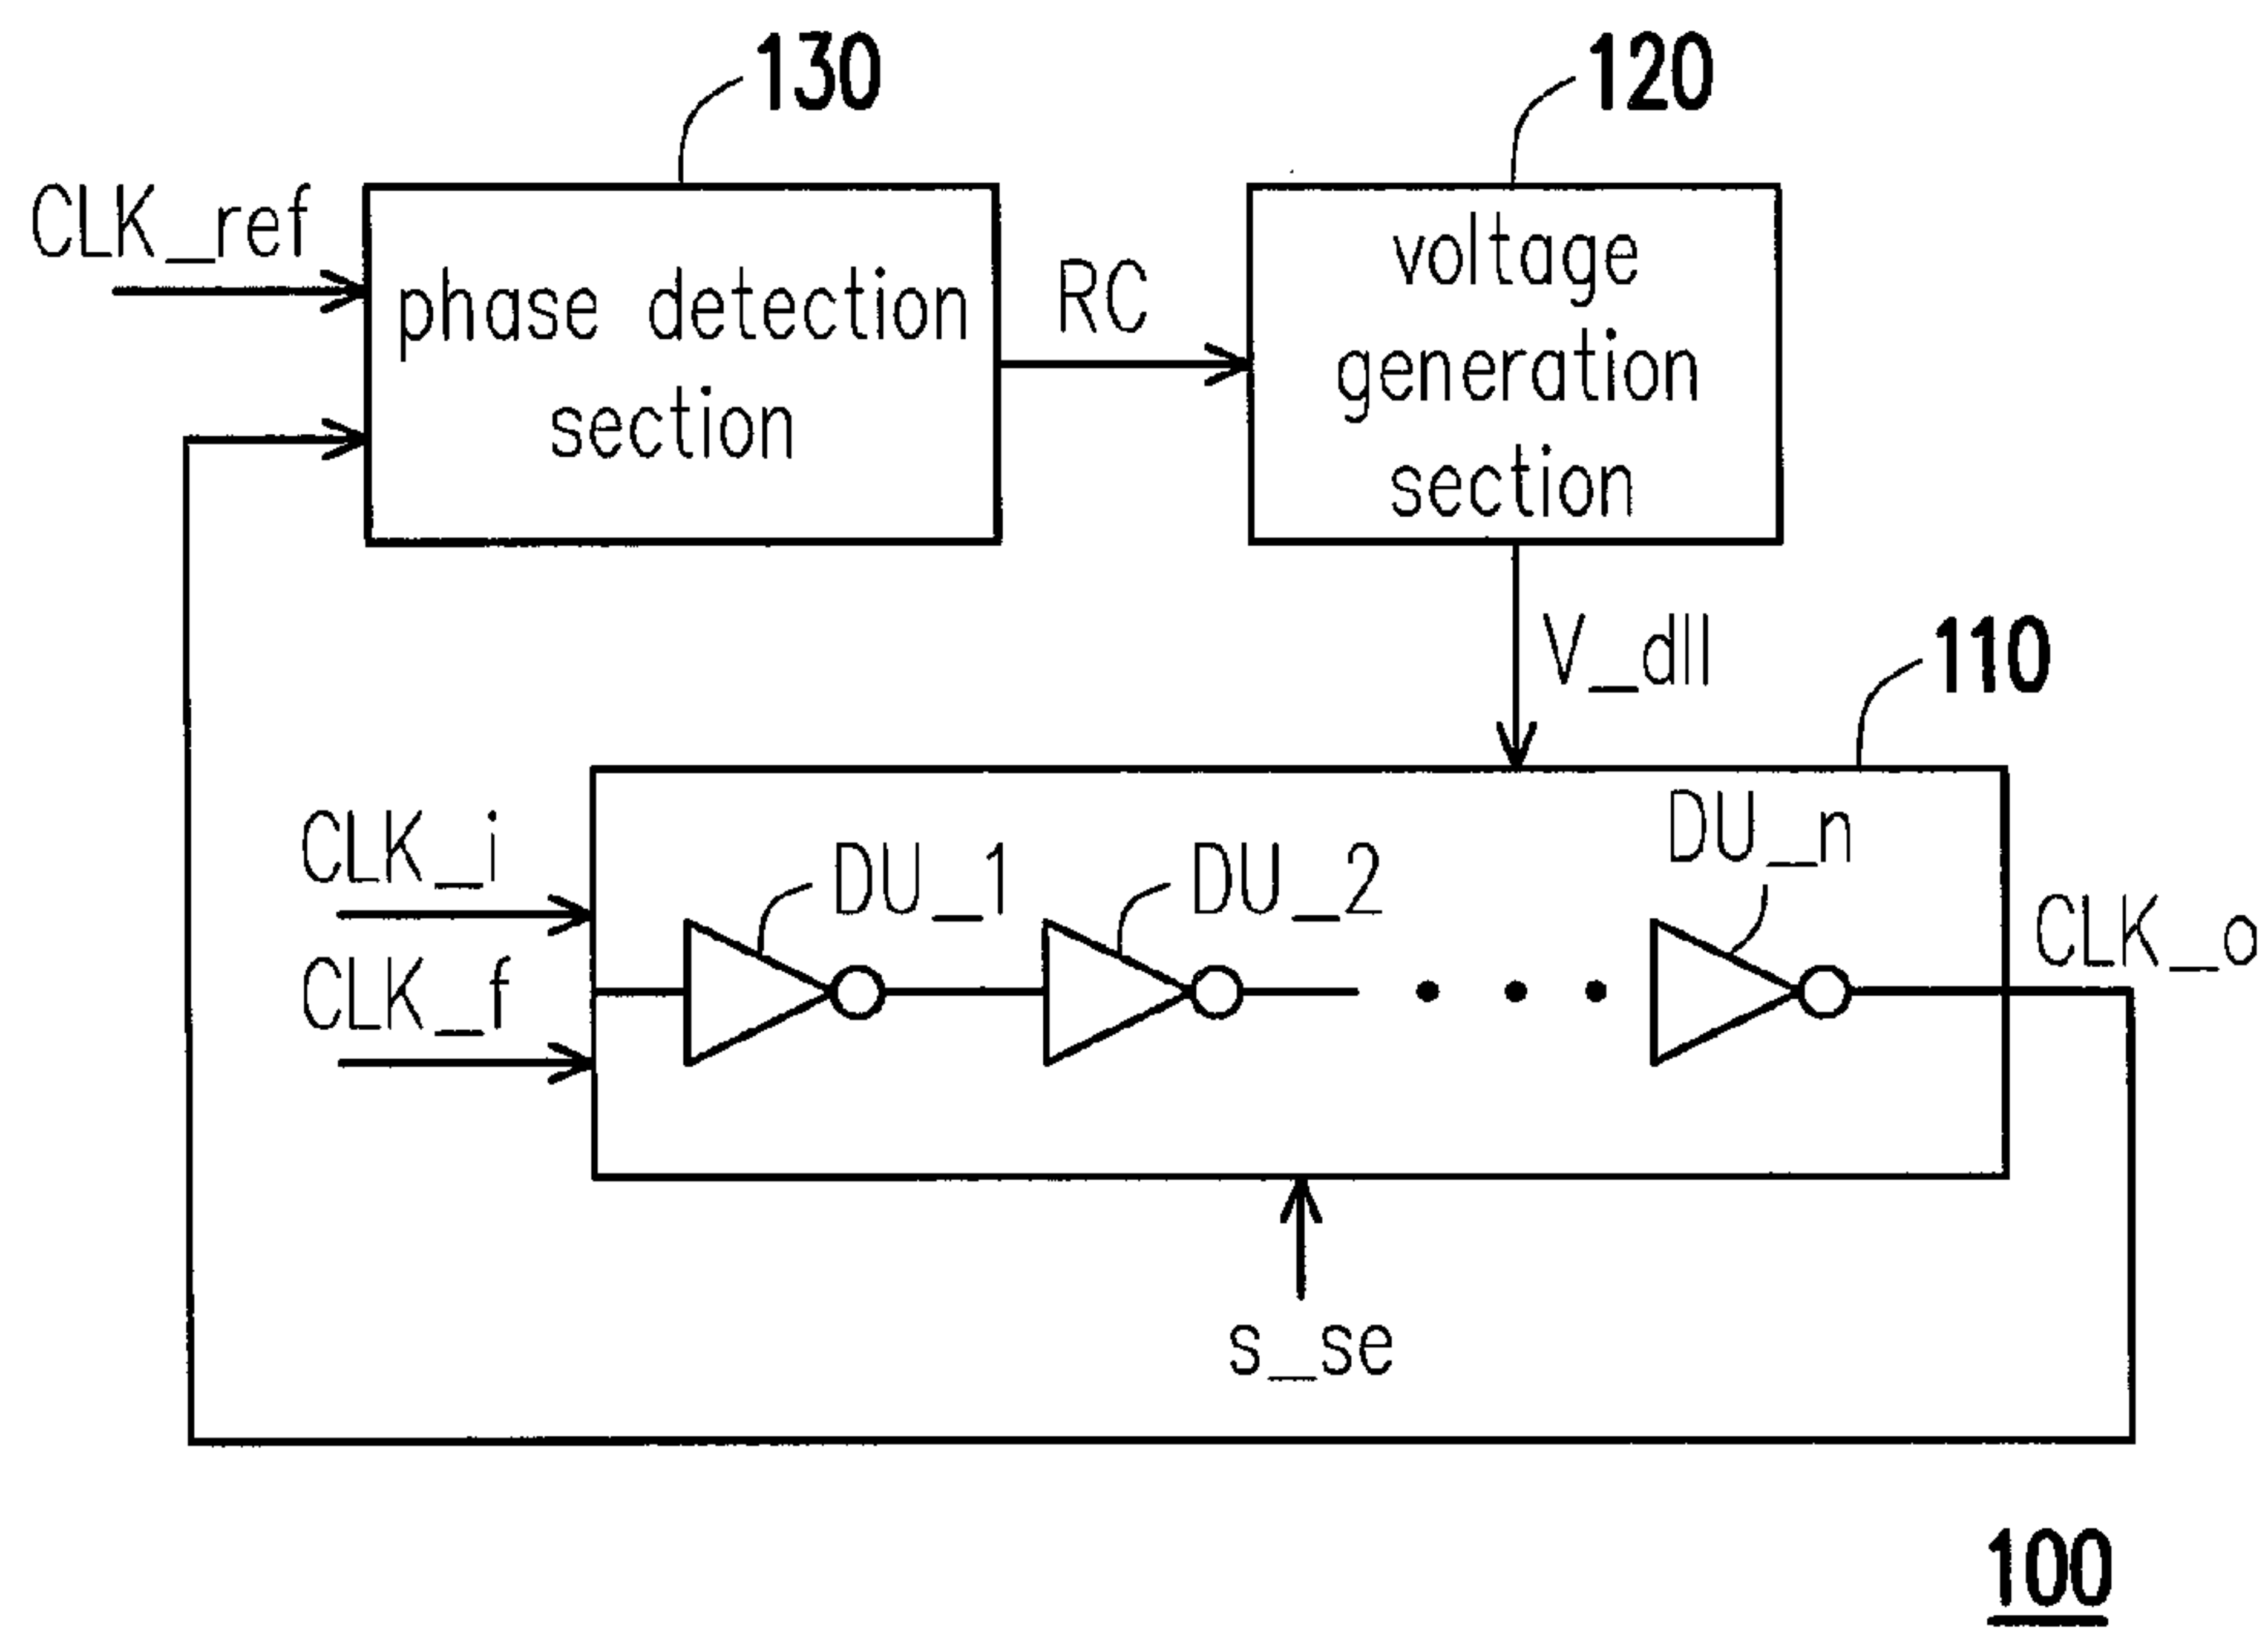 130
120
CLK_ref
phase detection
section
RC
voltage
generation
section
V_dll
110
CLK_i
CLK_f
DU_1
DU_2
DU_n
CLK_o
s_se
100